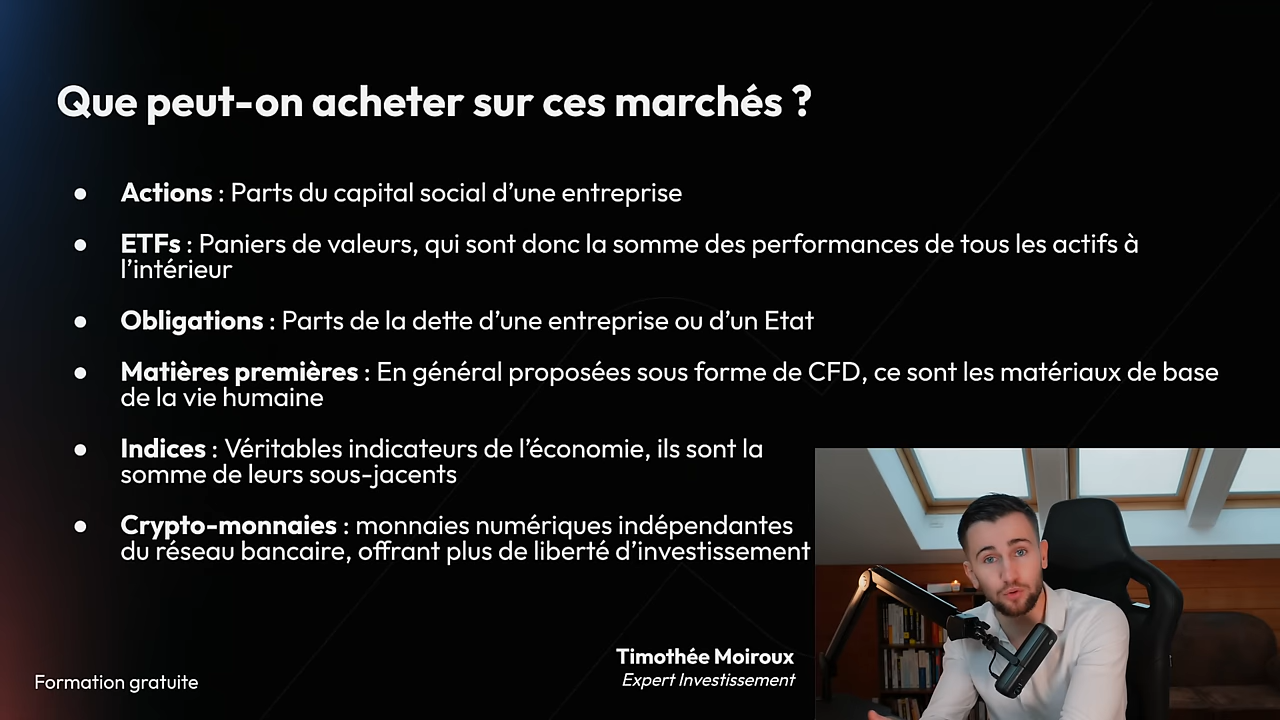 Que peut-on acheter sur ces marchés ?
● Actions : Parts du capital social d’une entreprise
● ETFs : Paniers de valeurs, qui sont donc la somme des performances de tous les actifs à
l’intérieur
● Obligations : Parts de la dette d’une entreprise ou d’un Etat
● Matières premières : En général proposées sous forme de CFD, ce sont les matériaux de base
de la vie humaine
● Indices : Véritables indicateurs de l’économie, ils sont la
somme de leurs sous-jacents
● Crypto-monnaies : monnaies numériques indépendantes
du réseau bancaire, offrant plus de liberté d’investissement
Timothée Moiroux
Expert Investissement
Formation gratuite